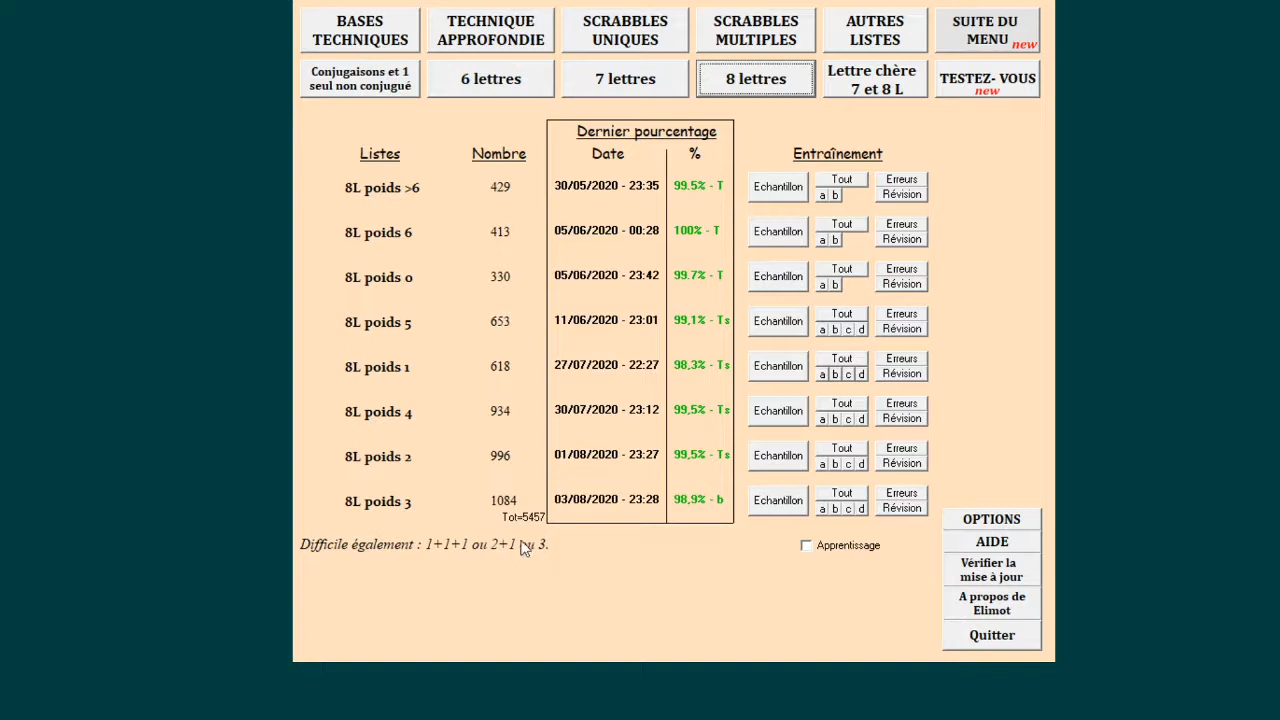 BASES TECHNIQUES
TECHNIQUE APPROFONDIE
SCRABBLES UNIQUES
SCRABBLES MULTIPLES
AUTRES LISTES
SUITE DU MENU new
Conjugaisons et 1 seul non conjugué
6 lettres
7 lettres
8 lettres
Lettre chère 7 et 8 L
TESTEZ- VOUS new
Dernier pourcentage
Listes Nombre Date % Entraînement
8L poids >6 429 30/05/2020 - 23:35 99.5% - T Echantillon Tout a b Erreurs Révision
8L poids 6 413 05/06/2020 - 00:28 100% - T Echantillon Tout a b Erreurs Révision
8L poids 0 330 05/06/2020 - 23:42 99.7% - T Echantillon Tout a b Erreurs Révision
8L poids 5 653 11/06/2020 - 23:01 99,1% - Ts Echantillon Tout a b c d Erreurs Révision
8L poids 1 618 27/07/2020 - 22:27 98,3% - Ts Echantillon Tout a b c d Erreurs Révision
8L poids 4 934 30/07/2020 - 23:12 99,5% - Ts Echantillon Tout a b c d Erreurs Révision
8L poids 2 996 01/08/2020 - 23:27 99,5% - Ts Echantillon Tout a b c d Erreurs Révision
8L poids 3 1084 03/08/2020 - 23:28 98,9% - b Echantillon Tout a b c d Erreurs Révision
Tot=5457
Difficile également : 1+1+1 ou 2+1 ou 3.
Apprentissage
OPTIONS
AIDE
Vérifier la mise à jour
A propos de Elimot
Quitter